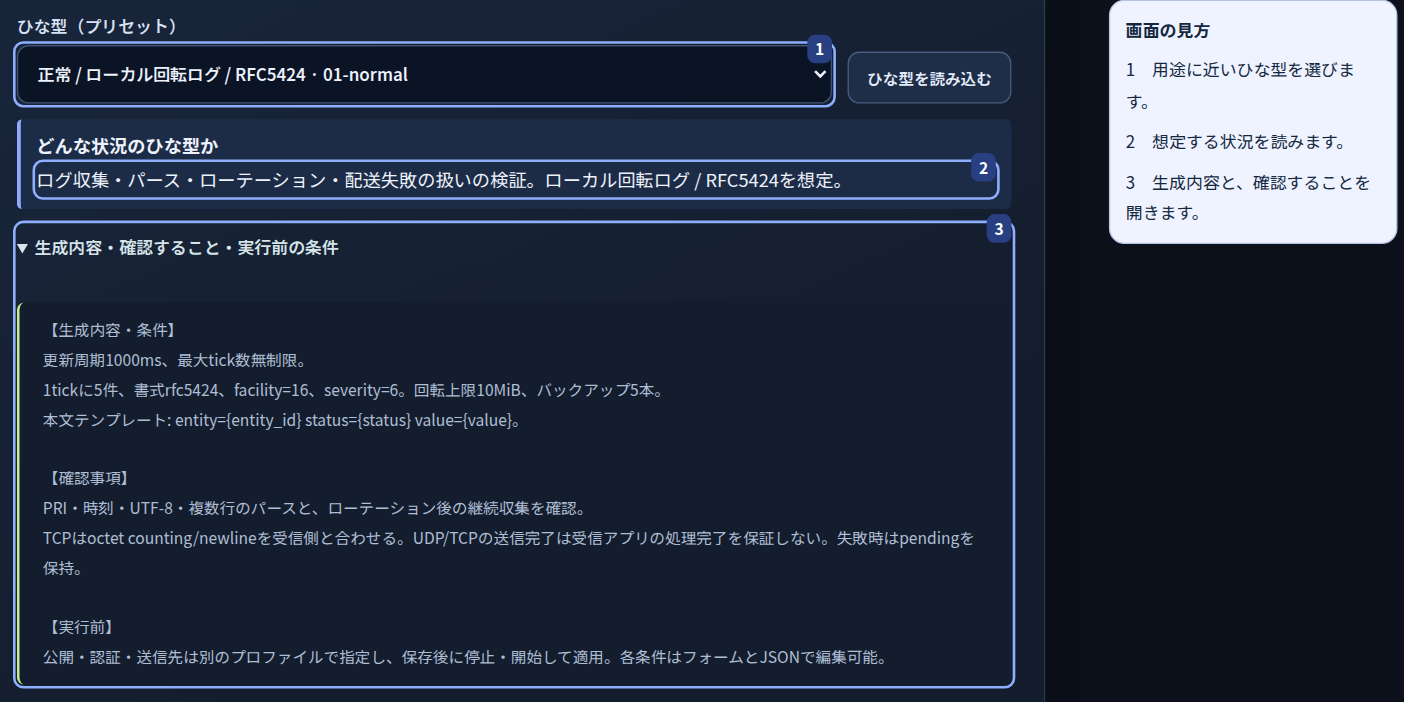 ひな型（プリセット）
正常 / ローカル回転ログ / RFC5424 · 01-normal
1
ひな型を読み込む
どんな状況のひな型か
ログ収集・パース・ローテーション・配送失敗の扱いの検証。ローカル回転ログ / RFC5424を想定。
2
▼ 生成内容・確認すること・実行前の条件
3
【生成内容・条件】
更新周期1000ms、最大tick数無制限。
1tickに5件、書式rfc5424、facility=16、severity=6。回転上限10MiB、バックアップ5本。
本文テンプレート: entity={entity_id} status={status} value={value}。
【確認事項】
PRI・時刻・UTF-8・複数行のパースと、ローテーション後の継続収集を確認。
TCPはoctet counting/newlineを受信側と合わせる。UDP/TCPの送信完了は受信アプリの処理完了を保証しない。失敗時はpendingを
保持。
【実行前】
公開・認証・送信先は別のプロファイルで指定し、保存後に停止・開始して適用。各条件はフォームとJSONで編集可能。
画面の見方
1　用途に近いひな型を選びま
す。
2　想定する状況を読みます。
3　生成内容と、確認することを
開きます。